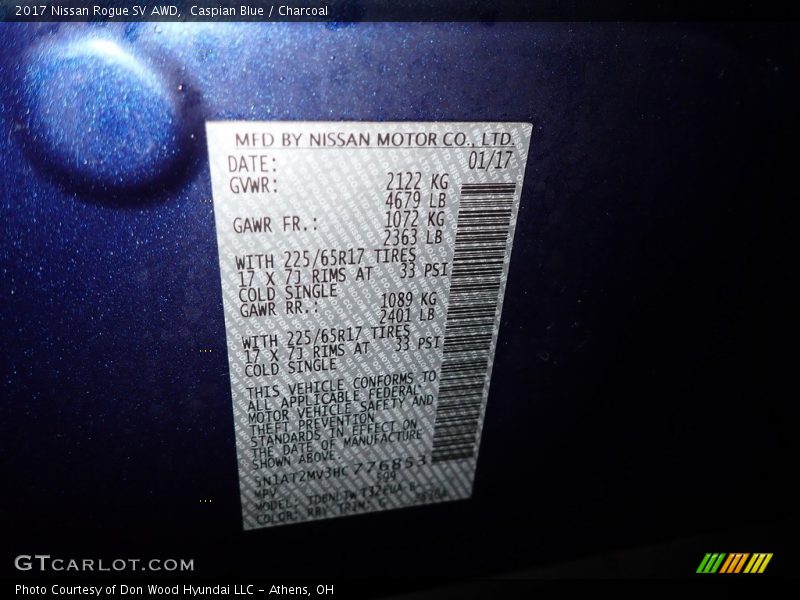 2017 Nissan Rogue SV AWD,  Caspian Blue / Charcoal
MFD BY NISSAN MOTOR CO., LTD.
DATE: 01/17
GVWR: 2122 KG
4679 LB
GAWR FR.: 1072 KG
2363 LB
WITH 225/65R17 TIRES
17 X 7J RIMS AT 33 PSI
COLD SINGLE
GAWR RR.: 1089 KG
2401 LB
WITH 225/65R17 TIRES
17 X 7J RIMS AT 33 PSI
COLD SINGLE
THIS VEHICLE CONFORMS TO
ALL APPLICABLE FEDERAL
MOTOR VEHICLE SAFETY AND
THEFT PREVENTION
STANDARDS IN EFFECT ON
THE DATE OF MANUFACTURE
SHOWN ABOVE.
5N1AT2MV3HC776853
MPV
MODEL:
COLOR: RBY TRIM: G
GTCARLOT.COM
Photo Courtesy of Don Wood Hyundai LLC - Athens, OH